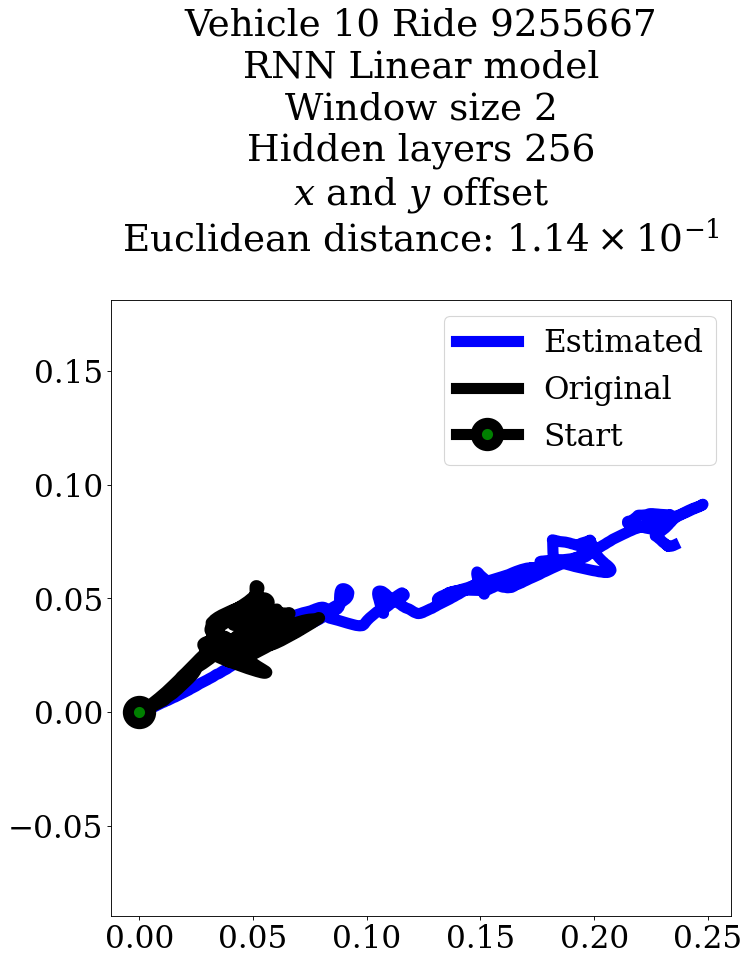 Vehicle 10 Ride 9255667
RNN Linear model
Window size 2
Hidden layers 256
x and y offset
Euclidean distance: 1.14 × 10⁻¹
Estimated
Original
Start
0.15
0.10
0.05
0.00
−0.05
0.00 0.05 0.10 0.15 0.20 0.25